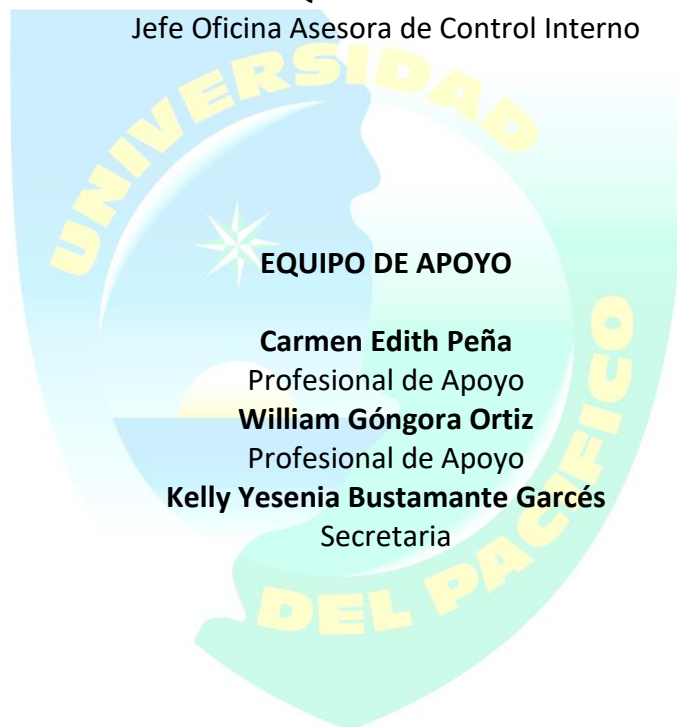 Jefe Oficina Asesora de Control Interno
UNIVERSIDAD
EQUIPO DE APOYO
Carmen Edith Peña
Profesional de Apoyo
William Góngora Ortiz
Profesional de Apoyo
Kelly Yesenia Bustamante Garcés
Secretaria
DEL PACIFICO